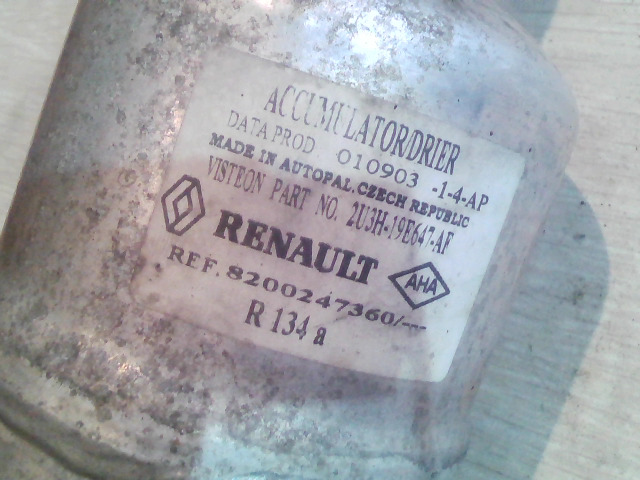 ACCUMULATOR/DRIER
DATA PROD 010903 -1-4-AP
MADE IN AUTOPAL, CZECH REPUBLIC
VISTEON PART NO. 2U3H-19E647-AF
RENAULT AHA
REF. 8200247360/---
R 134 a